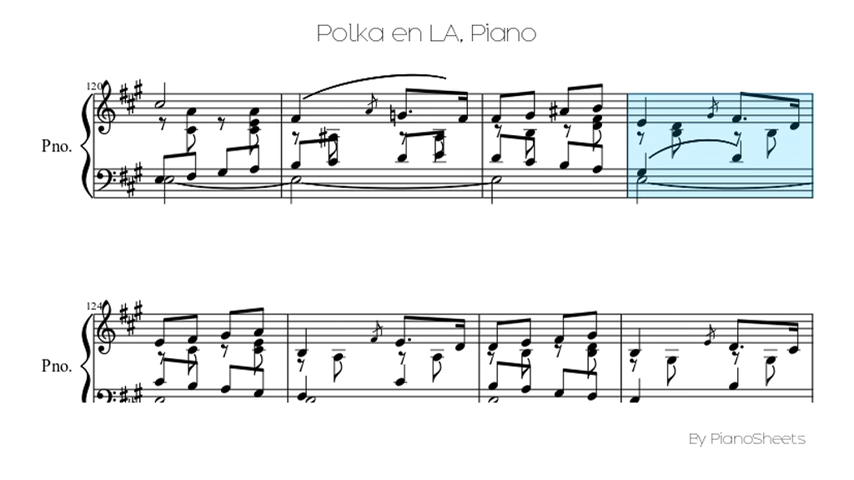 Polka en LA, Piano
120
Pno.
124
Pno.
By PianoSheets